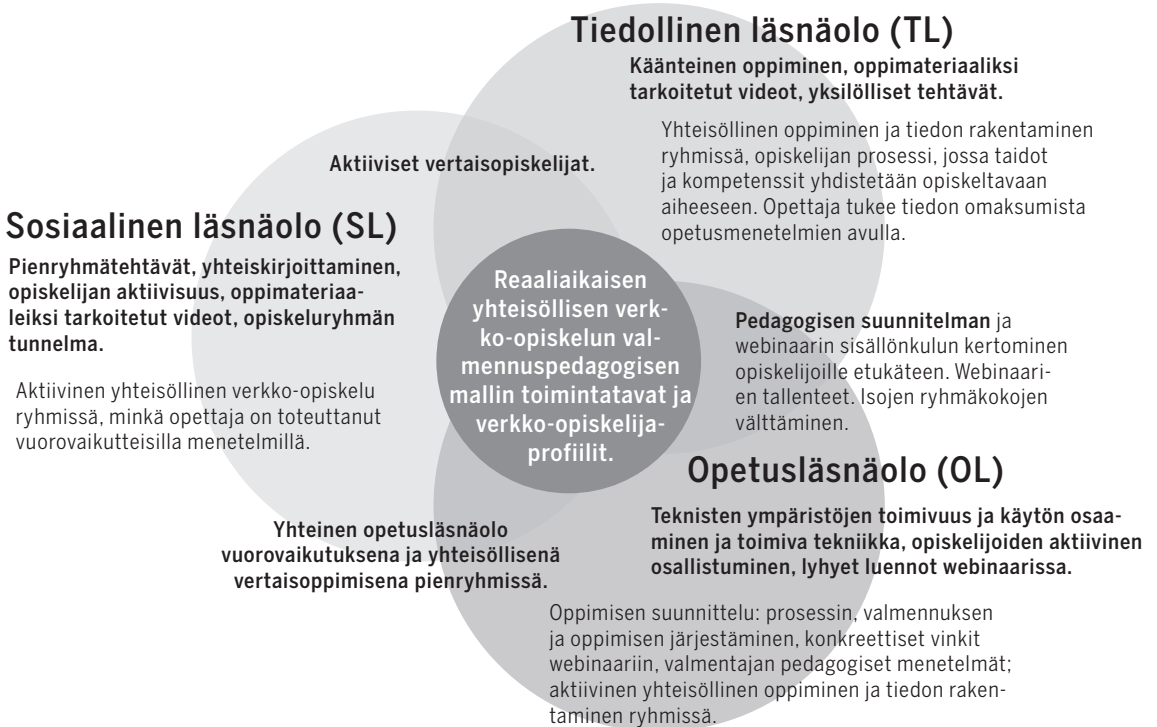 Tiedollinen läsnäolo (TL)
Käänteinen oppiminen, oppimateriaaliksi
tarkoitetut videot, yksilölliset tehtävät.
Yhteisöllinen oppiminen ja tiedon rakentaminen
ryhmissä, opiskelijan prosessi, jossa taidot
ja kompetenssit yhdistetään opiskeltavaan
aiheeseen. Opettaja tukee tiedon omaksumista
opetusmenetelmien avulla.
Aktiiviset vertaisopiskelijat.
Sosiaalinen läsnäolo (SL)
Pienryhmätehtävät, yhteiskirjoittaminen,
opiskelijan aktiivisuus, oppimateriaa-
leiksi tarkoitetut videot, opiskeluryhmän
tunnelma.
Aktiivinen yhteisöllinen verkko-opiskelu
ryhmissä, minkä opettaja on toteuttanut
vuorovaikutteisilla menetelmillä.
Reaaliaikaisen
yhteisöllisen verk-
ko-opiskelun val-
mennuspedagogisen
mallin toimintatavat ja
verkko-opiskelija-
profiilit.
Pedagogisen suunnitelman ja
webinaarin sisällönkulun kertominen
opiskelijoille etukäteen. Webinaari-
en tallenteet. Isojen ryhmäkokojen
välttäminen.
Opetusläsnäolo (OL)
Teknisten ympäristöjen toimivuus ja käytön osaa-
minen ja toimiva tekniikka, opiskelijoiden aktiivinen
osallistuminen, lyhyet luennot webinaarissa.
Yhteinen opetusläsnäolo
vuorovaikutuksena ja yhteisöllisenä
vertaisoppimisena pienryhmissä.
Oppimisen suunnittelu: prosessin, valmennuksen
ja oppimisen järjestäminen, konkreettiset vinkit
webinaariin, valmentajan pedagogiset menetelmät;
aktiivinen yhteisöllinen oppiminen ja tiedon raken-
taminen ryhmissä.